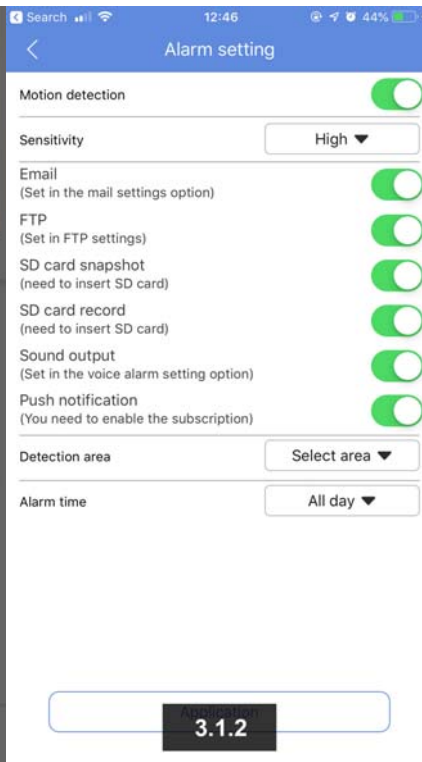 Search 12:46 44%
Alarm setting
Motion detection
Sensitivity High
Email
(Set in the mail settings option)
FTP
(Set in FTP settings)
SD card snapshot
(need to insert SD card)
SD card record
(need to insert SD card)
Sound output
(Set in the voice alarm setting option)
Push notification
(You need to enable the subscription)
Detection area Select area
Alarm time All day
Application
3.1.2